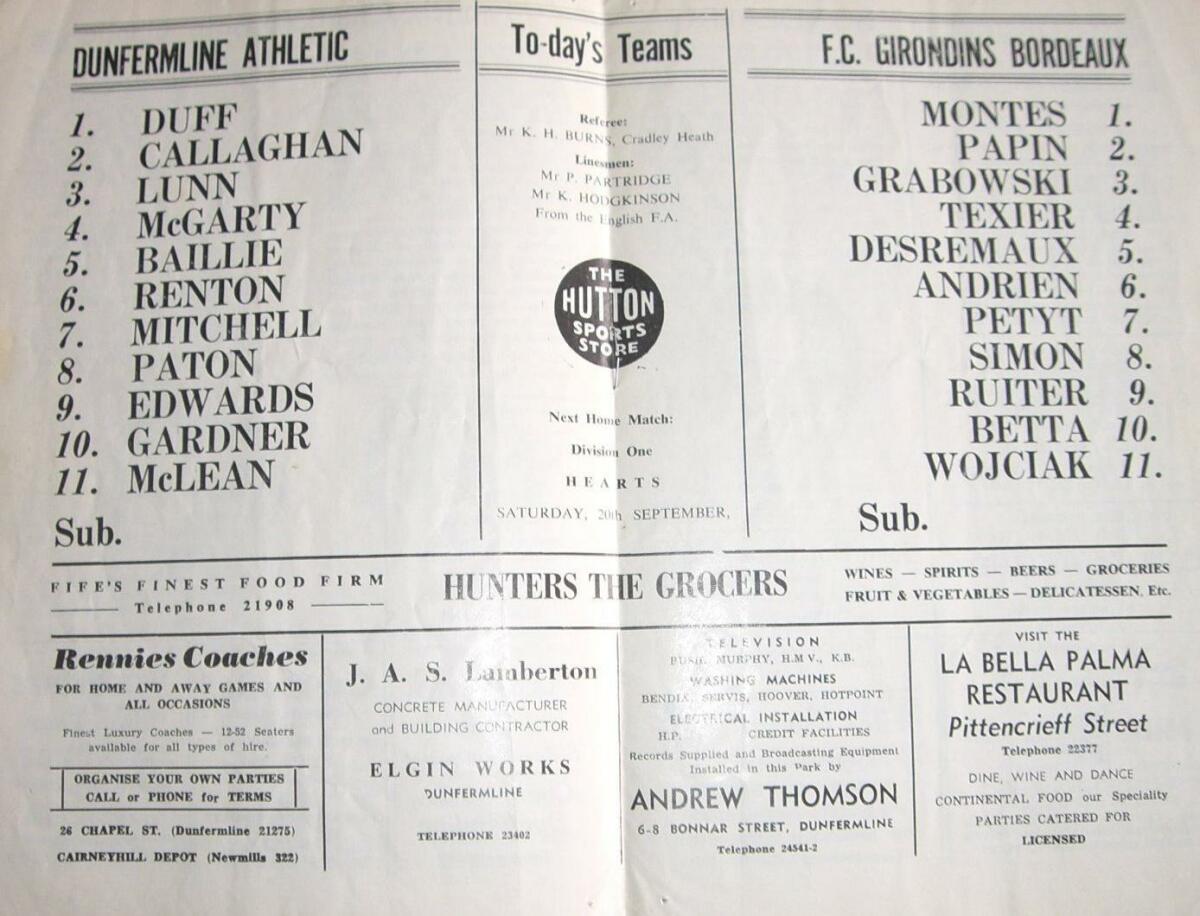 DUNFERMLINE ATHLETIC
1. DUFF
2. CALLAGHAN
3. LUNN
4. McGARTY
5. BAILLIE
6. RENTON
7. MITCHELL
8. PATON
9. EDWARDS
10. GARDNER
11. McLEAN
Sub.
To-day's Teams
Referee:
Mr K. H. BURNS, Cradley Heath
Linesmen:
Mr P. PARTRIDGE
Mr K. HODGKINSON
From the English F.A.
THE
HUTTON
SPORTS
STORE
Next Home Match:
Division One
HEARTS
SATURDAY, 20th SEPTEMBER,
F.C. GIRONDINS BORDEAUX
MONTES 1.
PAPIN 2.
GRABOWSKI 3.
TEXIER 4.
DESREMAUX 5.
ANDRIEN 6.
PETYT 7.
SIMON 8.
RUITER 9.
BETTA 10.
WOJCIAK 11.
Sub.
FIFE'S FINEST FOOD FIRM
Telephone 21908
HUNTERS THE GROCERS
WINES — SPIRITS — BEERS — GROCERIES
FRUIT & VEGETABLES — DELICATESSEN, Etc.
Rennies Coaches
FOR HOME AND AWAY GAMES AND
ALL OCCASIONS
Finest Luxury Coaches — 12-52 Seaters
available for all types of hire.
ORGANISE YOUR OWN PARTIES
CALL or PHONE for TERMS
26 CHAPEL ST. (Dunfermline 21275)
CAIRNEYHILL DEPOT (Newmills 322)
J. A. S. Lamberton
CONCRETE MANUFACTURER
and BUILDING CONTRACTOR
ELGIN WORKS
DUNFERMLINE
TELEPHONE 23402
TELEVISION
BUSH, MURPHY, H.M.V., K.B.
WASHING MACHINES
BENDIX, SERVIS, HOOVER, HOTPOINT
ELECTRICAL INSTALLATION
H.P. CREDIT FACILITIES
Records Supplied and Broadcasting Equipment
Installed in this Park by
ANDREW THOMSON
6-8 BONNAR STREET, DUNFERMLINE
Telephone 24541-2
VISIT THE
LA BELLA PALMA
RESTAURANT
Pittencrieff Street
Telephone 22377
DINE, WINE AND DANCE
CONTINENTAL FOOD our Speciality
PARTIES CATERED FOR
LICENSED